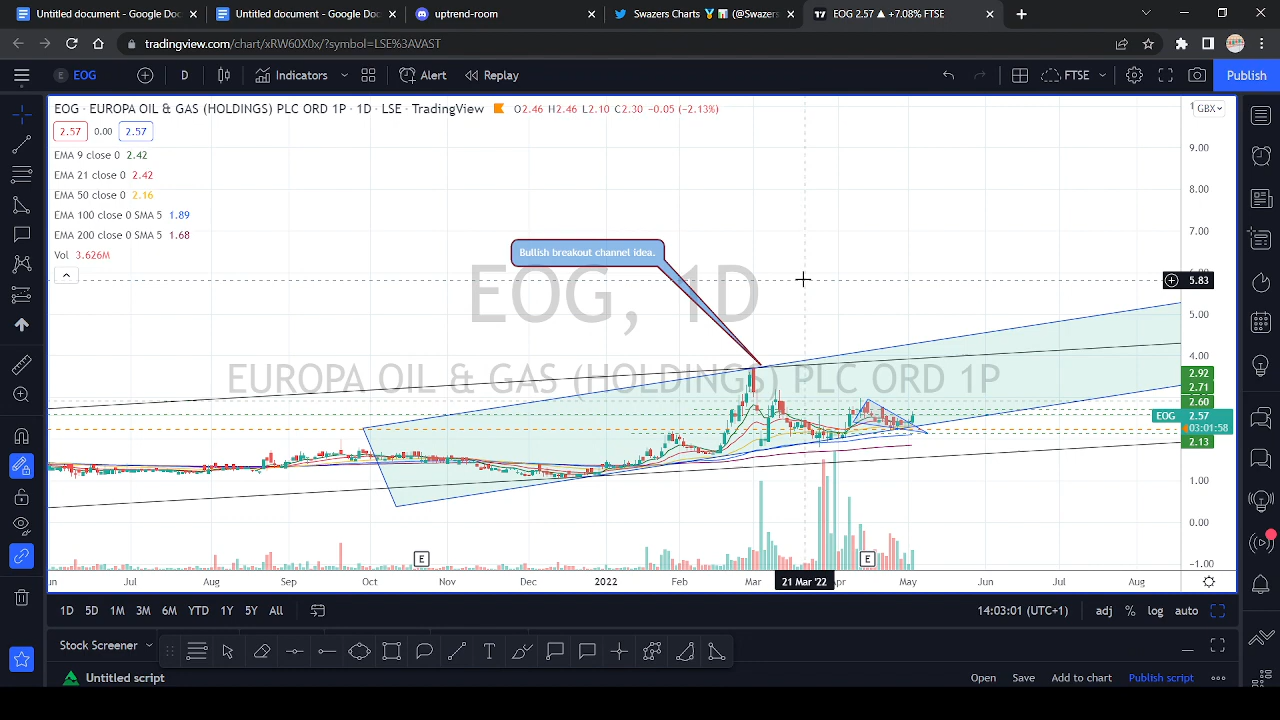 Untitled document - Google Doc
Untitled document - Google Doc
uptrend-room
Swazers Charts 🥇📊 (@Swazers
EOG 2.57 ▲ +7.08% FTSE
tradingview.com/chart/xRW60X0x/?symbol=LSE%3AVAST
E EOG
D
Indicators
Alert
Replay
FTSE
Publish
EOG · EUROPA OIL & GAS (HOLDINGS) PLC ORD 1P · 1D · LSE · TradingView
O2.46 H2.46 L2.10 C2.30 −0.05 (−2.13%)
GBX
2.57 0.00 2.57
EMA 9 close 0 2.42
EMA 21 close 0 2.42
EMA 50 close 0 2.16
EMA 100 close 0 SMA 5 1.89
EMA 200 close 0 SMA 5 1.68
Vol 3.626M
Bullish breakout channel idea.
EOG, 1D
EUROPA OIL & GAS (HOLDINGS) PLC ORD 1P
9.00
8.00
7.00
5.83
5.00
4.00
2.92
2.71
2.60
EOG 2.57
03:01:58
2.13
1.00
0.00
−1.00
E
E
Jul Aug Sep Oct Nov Dec 2022 Feb Mar 21 Mar '22 May Jun Jul Aug
1D 5D 1M 3M 6M YTD 1Y 5Y All
14:03:01 (UTC+1)
adj % log auto
Stock Screener
Untitled script
Open Save Add to chart Publish script